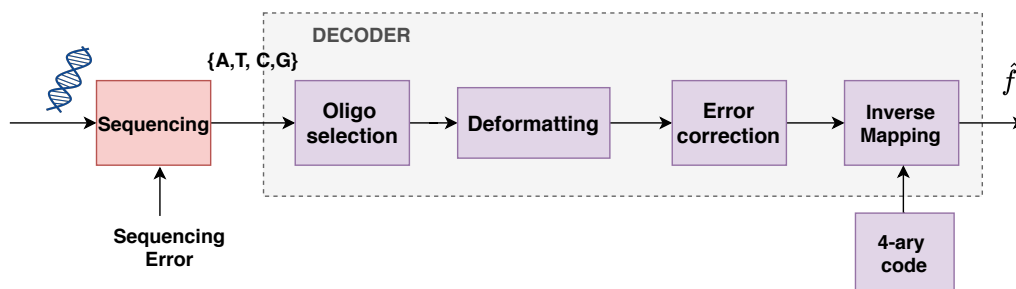 DECODER
{A,T, C,G}
Sequencing
Oligo
selection
Deformatting
Error
correction
Inverse
Mapping
f̂
Sequencing
Error
4-ary
code